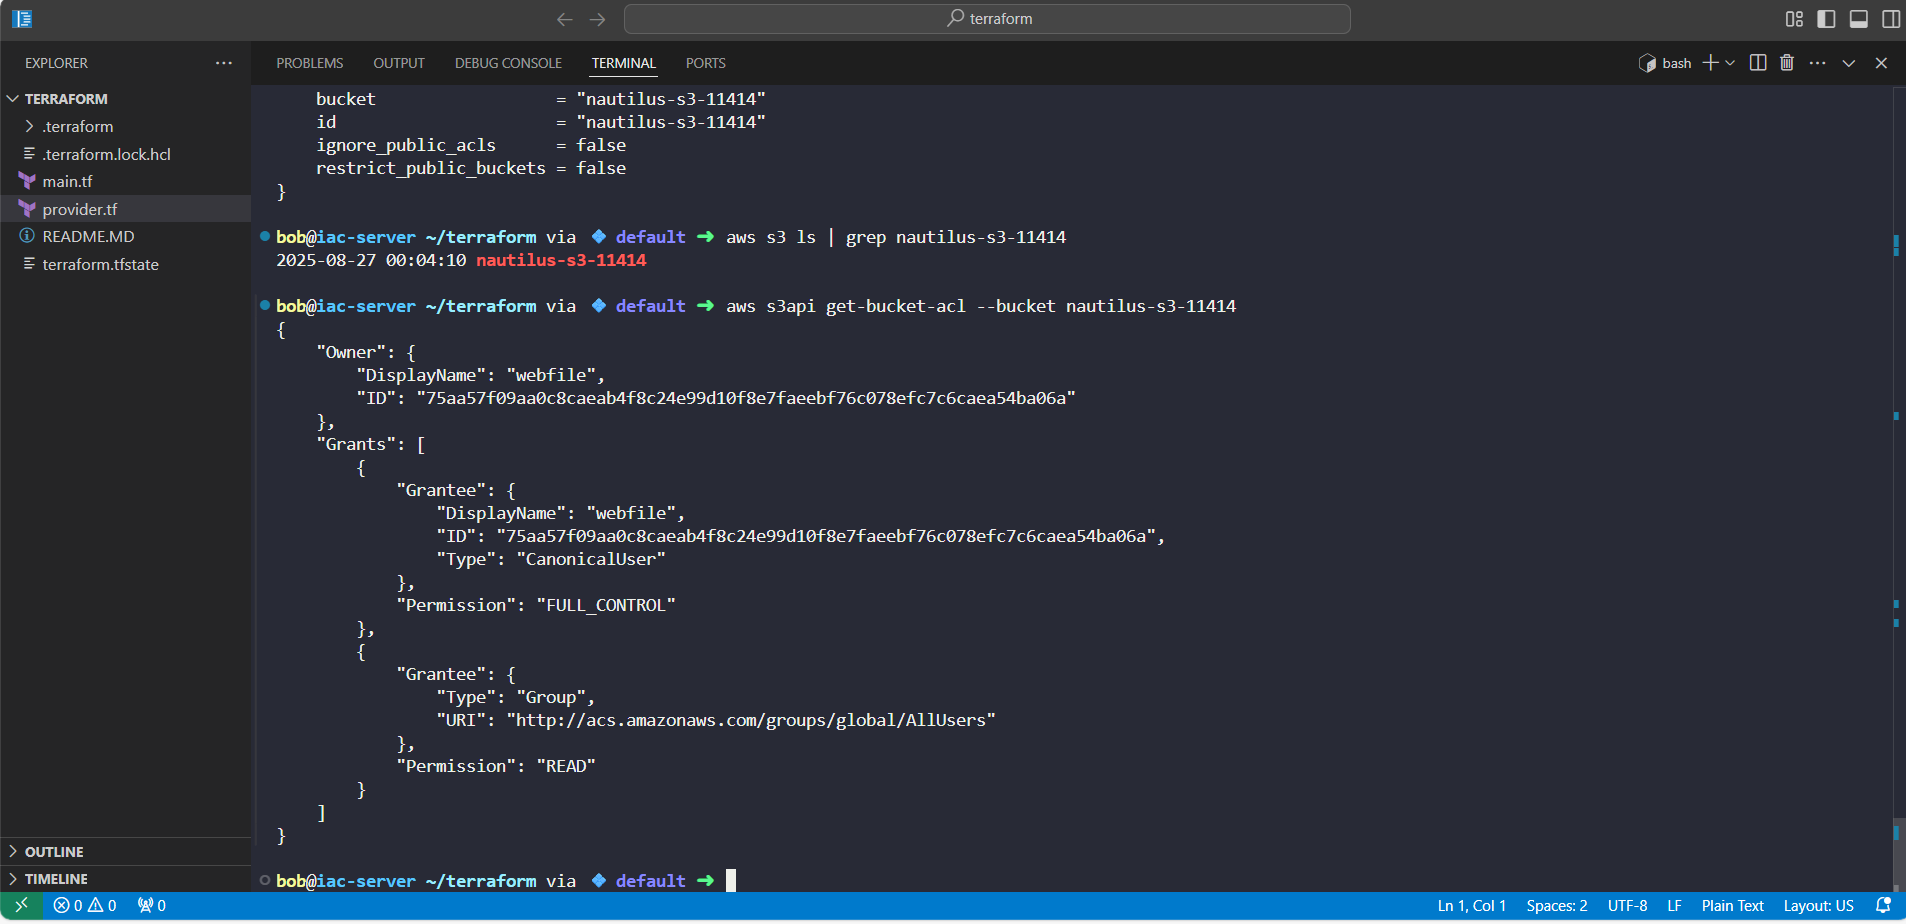 terraform
EXPLORER
TERRAFORM
.terraform
.terraform.lock.hcl
main.tf
provider.tf
README.MD
terraform.tfstate
OUTLINE
TIMELINE
PROBLEMS OUTPUT DEBUG CONSOLE TERMINAL PORTS
bash
bucket = "nautilus-s3-11414"
id = "nautilus-s3-11414"
ignore_public_acls = false
restrict_public_buckets = false
}
bob@iac-server ~/terraform via default ➜ aws s3 ls | grep nautilus-s3-11414
2025-08-27 00:04:10 nautilus-s3-11414
bob@iac-server ~/terraform via default ➜ aws s3api get-bucket-acl --bucket nautilus-s3-11414
{
"Owner": {
"DisplayName": "webfile",
"ID": "75aa57f09aa0c8caeab4f8c24e99d10f8e7faeebf76c078efc7c6caea54ba06a"
},
"Grants": [
{
"Grantee": {
"DisplayName": "webfile",
"ID": "75aa57f09aa0c8caeab4f8c24e99d10f8e7faeebf76c078efc7c6caea54ba06a",
"Type": "CanonicalUser"
},
"Permission": "FULL_CONTROL"
},
{
"Grantee": {
"Type": "Group",
"URI": "http://acs.amazonaws.com/groups/global/AllUsers"
},
"Permission": "READ"
}
]
}
bob@iac-server ~/terraform via default ➜
0 0 0
Ln 1, Col 1 Spaces: 2 UTF-8 LF Plain Text Layout: US